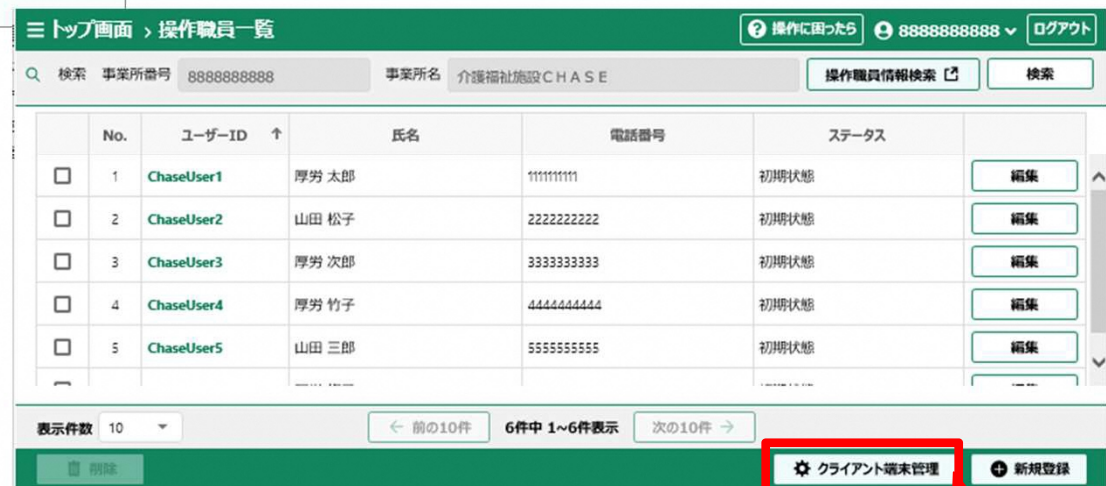 トップ画面 › 操作職員一覧 操作に困ったら 8888888888 ログアウト
検索 事業所番号 8888888888 事業所名 介護福祉施設CHASE 操作職員情報検索 検索
No. ユーザーID ↑ 氏名 電話番号 ステータス
1 ChaseUser1 厚労 太郎 1111111111 初期状態 編集
2 ChaseUser2 山田 松子 2222222222 初期状態 編集
3 ChaseUser3 厚労 次郎 3333333333 初期状態 編集
4 ChaseUser4 厚労 竹子 4444444444 初期状態 編集
5 ChaseUser5 山田 三郎 5555555555 初期状態 編集
表示件数 10 ← 前の10件 6件中 1~6件表示 次の10件 →
削除 クライアント端末管理 新規登録